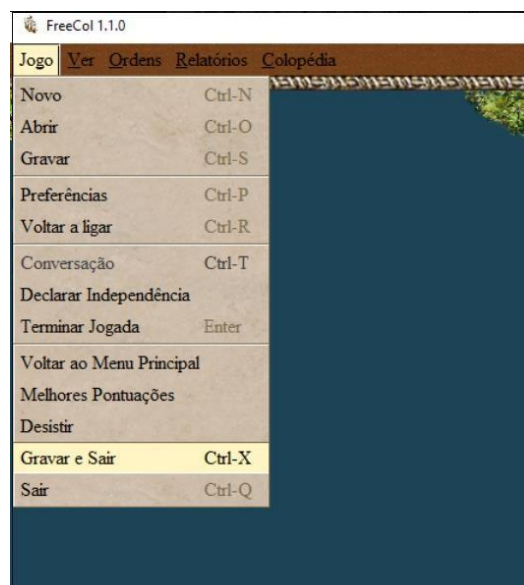 FreeCol 1.1.0
Jogo Ver Ordens Relatórios Colopédia
Novo Ctrl-N
Abrir Ctrl-O
Gravar Ctrl-S
Preferências Ctrl-P
Voltar a ligar Ctrl-R
Conversação Ctrl-T
Declarar Independência
Terminar Jogada Enter
Voltar ao Menu Principal
Melhores Pontuações
Desistir
Gravar e Sair Ctrl-X
Sair Ctrl-Q